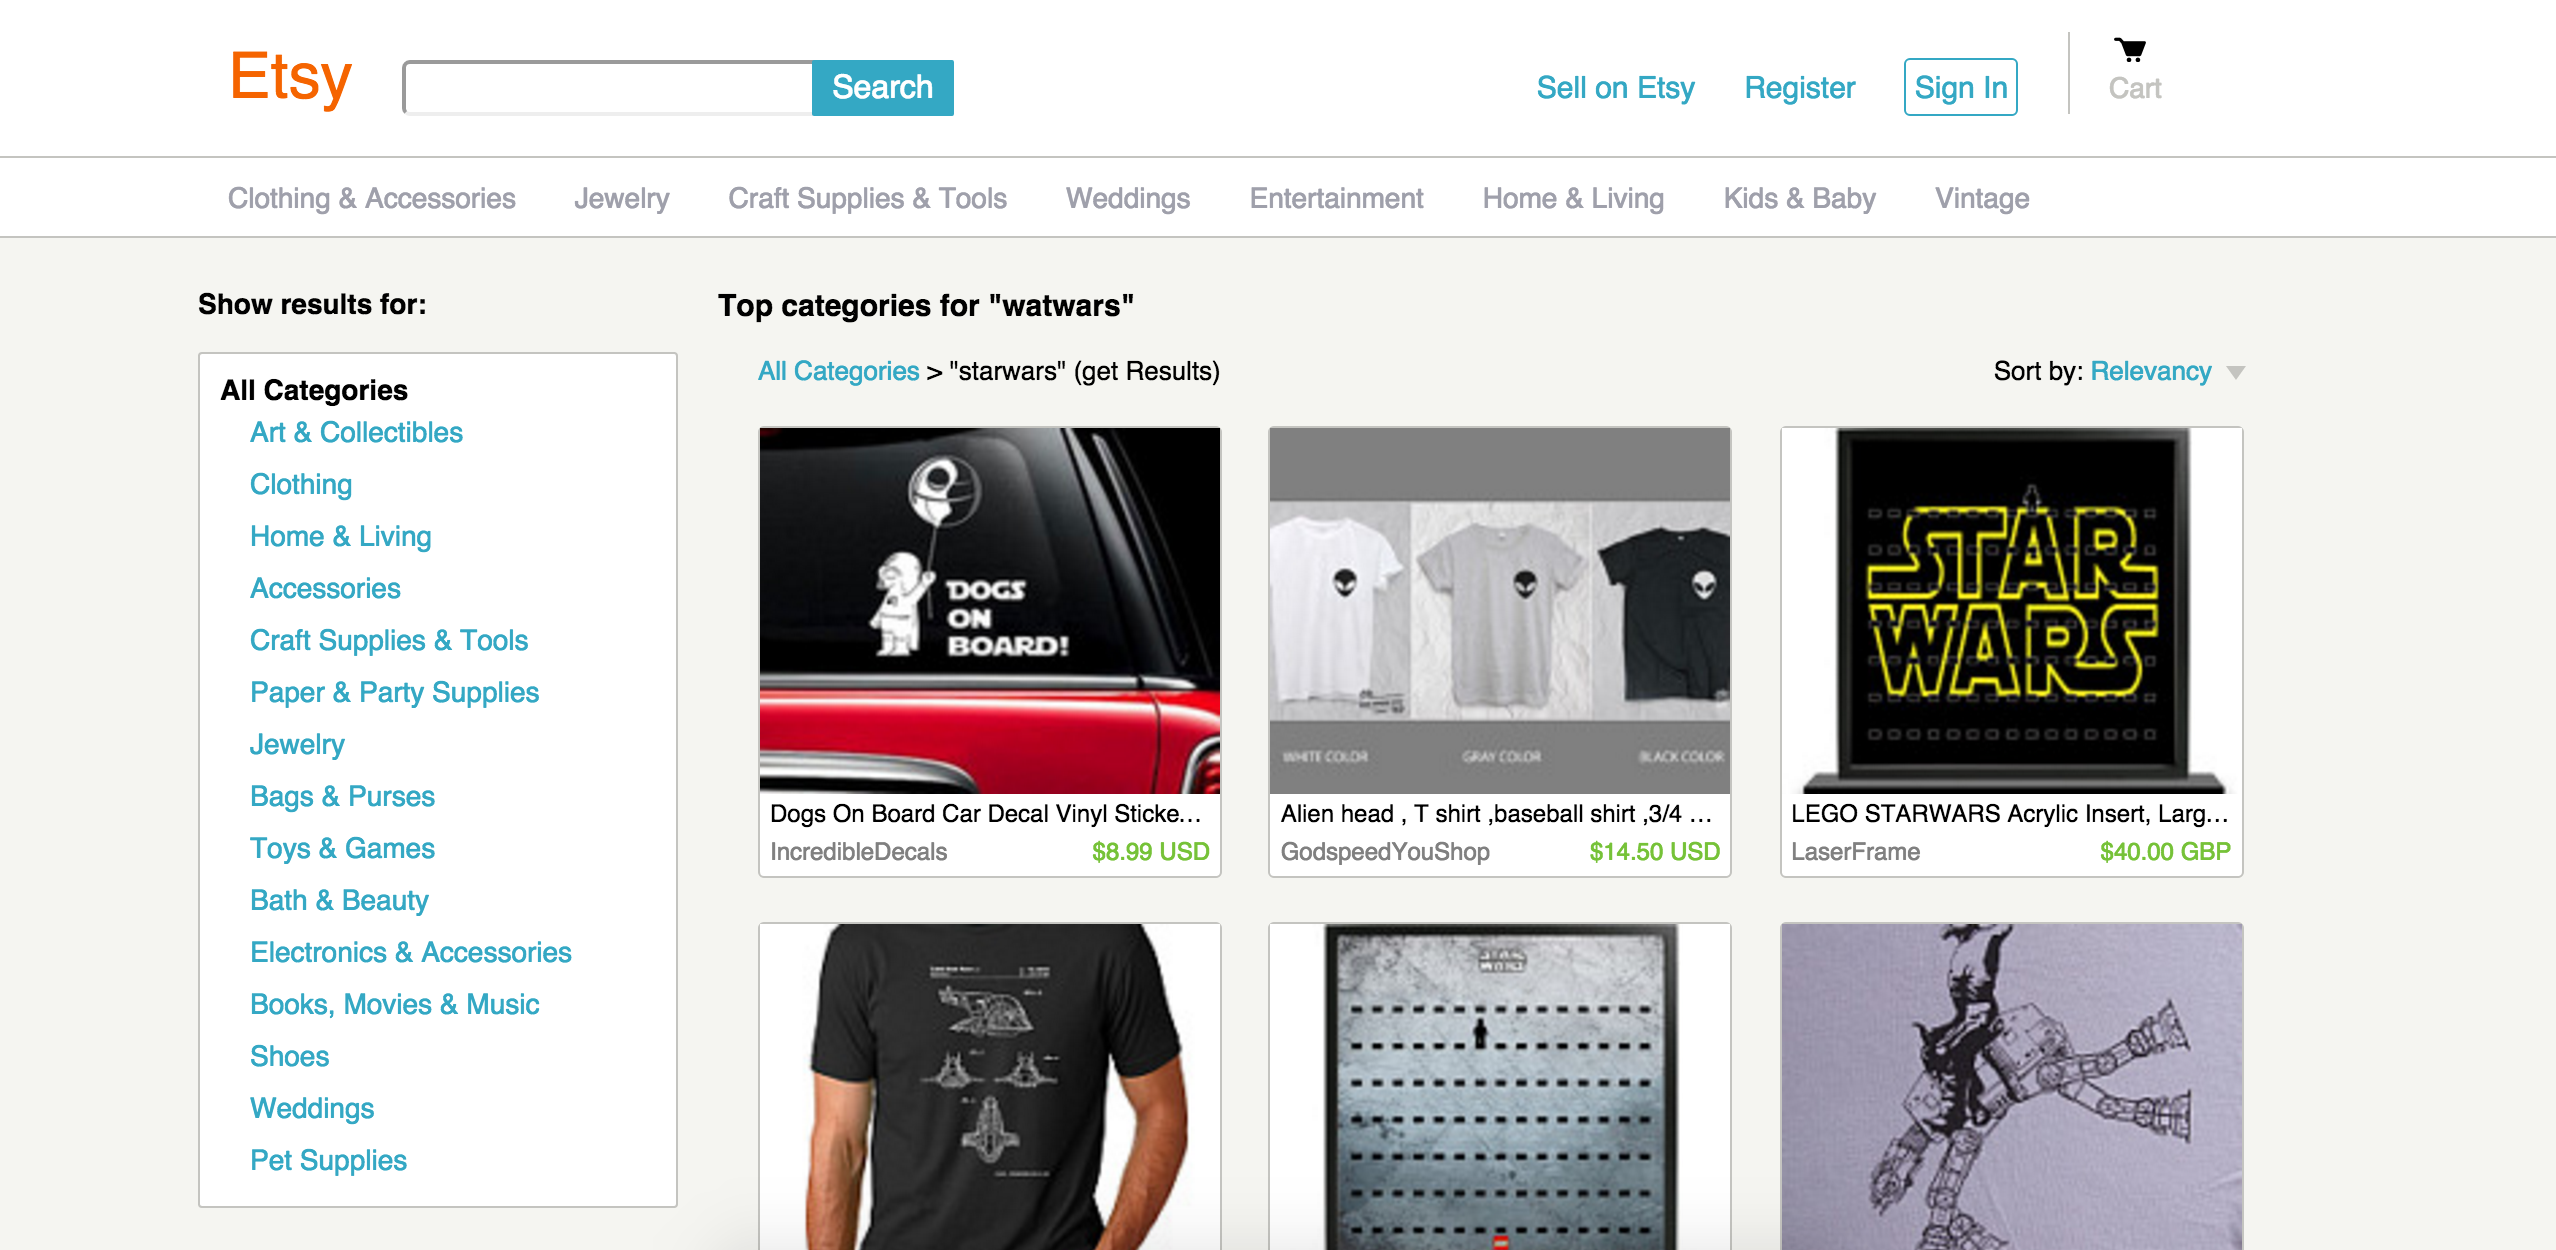 Etsy
Search
Sell on Etsy
Register
Sign In
Cart
Clothing & Accessories
Jewelry
Craft Supplies & Tools
Weddings
Entertainment
Home & Living
Kids & Baby
Vintage
Show results for:
All Categories
Art & Collectibles
Clothing
Home & Living
Accessories
Craft Supplies & Tools
Paper & Party Supplies
Jewelry
Bags & Purses
Toys & Games
Bath & Beauty
Electronics & Accessories
Books, Movies & Music
Shoes
Weddings
Pet Supplies
Top categories for "watwars"
All Categories > "starwars" (get Results)
Sort by: Relevancy
DOGS
ON
BOARD!
Dogs On Board Car Decal Vinyl Sticke...
IncredibleDecals
$8.99 USD
WHITE COLOR
GRAY COLOR
BLACK COLOR
Alien head , T shirt ,baseball shirt ,3/4 ...
GodspeedYouShop
$14.50 USD
STAR
WARS
LEGO STARWARS Acrylic Insert, Larg...
LaserFrame
$40.00 GBP
STAR
WARS